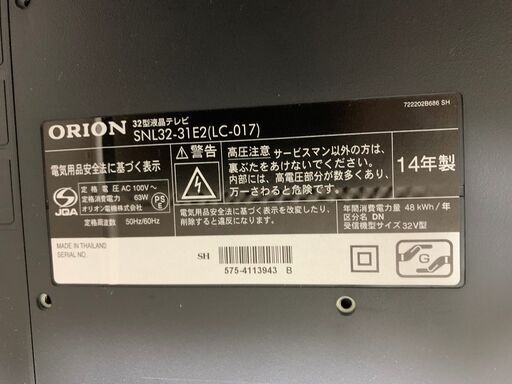 722202B686 SH
ORION
32型液晶テレビ
SNL32-31E2(LC-017)
電気用品安全法に基づく表示
JQA
定格電圧 AC 100V～
定格消費電力 63W
オリオン電機株式会社
定格周波数 50Hz/60Hz
PSE
警告
高圧注意 サービスマン以外の方は、
裏ぶたをあけないでください。
内部には、高電圧部分が数多くあり、
万一さわると危険です。
電気用品安全法に基づく表示を改変したり、
削除すると違反になります。
14年製
年間消費電力量 48 kWh/年
区分名 DN
受信機型サイズ 32V型
MADE IN THAILAND
SERIAL NO.
SH
575-4113943 B
G